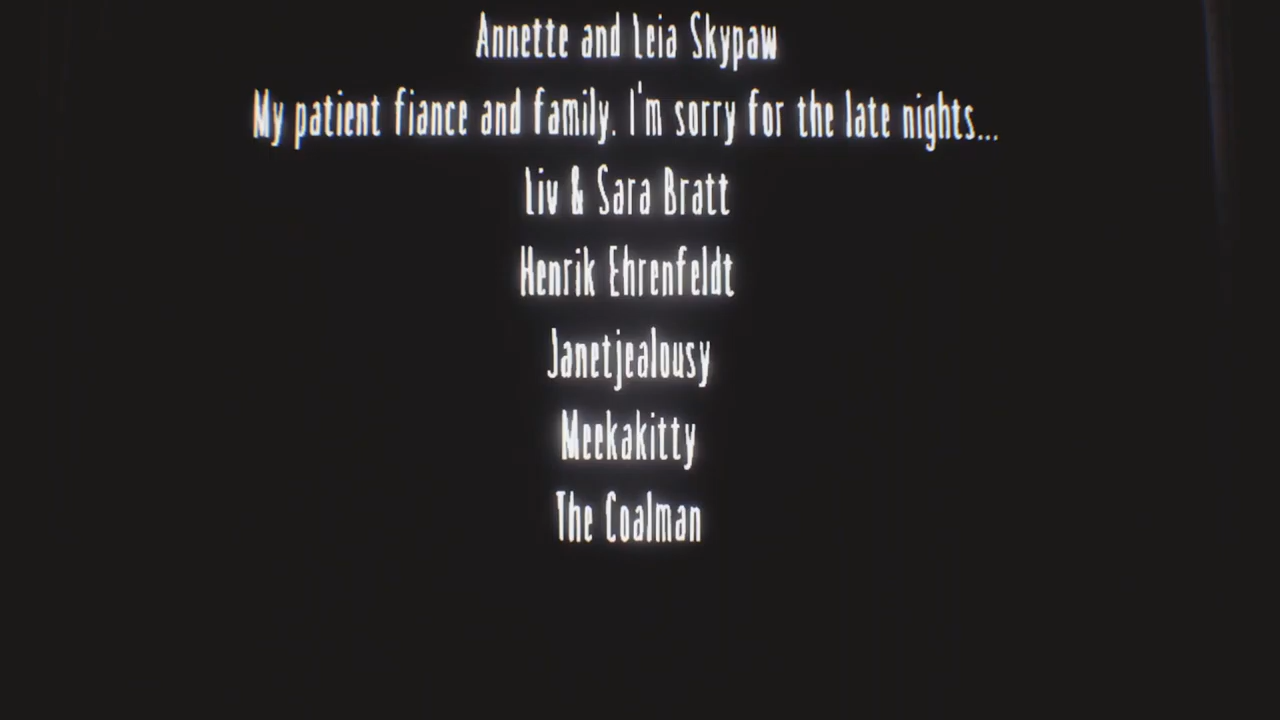 Annette and Leia Skypaw
My patient fiance and family. I'm sorry for the late nights...
Liv & Sara Bratt
Henrik Ehrenfeldt
Janetjealousy
Meekakitty
The Coalman